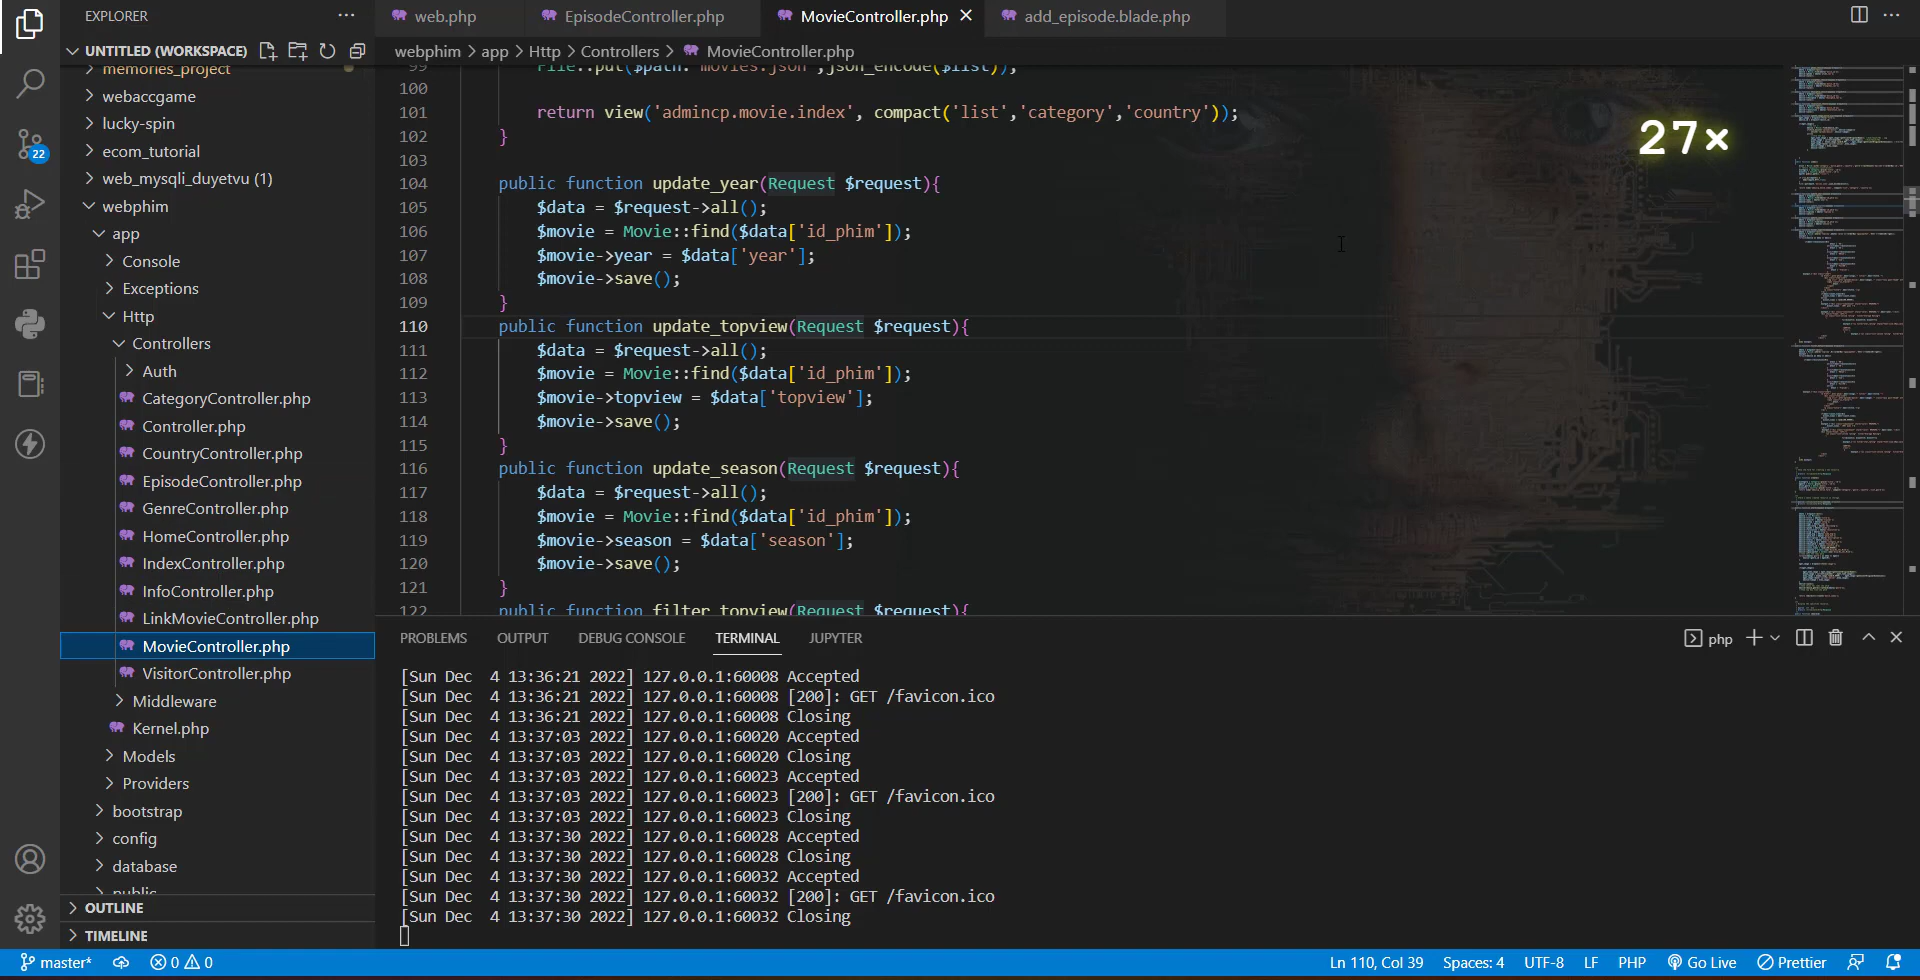 EXPLORER
web.php
EpisodeController.php
MovieController.php
add_episode.blade.php
UNTITLED (WORKSPACE)
webphim > app > Http > Controllers > MovieController.php
memories_project
webaccgame
lucky-spin
ecom_tutorial
web_mysqli_duyetvu (1)
webphim
app
Console
Exceptions
Http
Controllers
Auth
CategoryController.php
Controller.php
CountryController.php
EpisodeController.php
GenreController.php
HomeController.php
IndexController.php
InfoController.php
LinkMovieController.php
MovieController.php
VisitorController.php
Middleware
Kernel.php
Models
Providers
bootstrap
config
database
public
OUTLINE
TIMELINE
22
99 File::put($path."movies.json",json_encode($list));
100
101 return view('admincp.movie.index', compact('list','category','country'));
102 }
103
104 public function update_year(Request $request){
105 $data = $request->all();
106 $movie = Movie::find($data['id_phim']);
107 $movie->year = $data['year'];
108 $movie->save();
109 }
110 public function update_topview(Request $request){
111 $data = $request->all();
112 $movie = Movie::find($data['id_phim']);
113 $movie->topview = $data['topview'];
114 $movie->save();
115 }
116 public function update_season(Request $request){
117 $data = $request->all();
118 $movie = Movie::find($data['id_phim']);
119 $movie->season = $data['season'];
120 $movie->save();
121 }
122 public function filter_topview(Request $request){
27×
PROBLEMS OUTPUT DEBUG CONSOLE TERMINAL JUPYTER
php
[Sun Dec  4 13:36:21 2022] 127.0.0.1:60008 Accepted
[Sun Dec  4 13:36:21 2022] 127.0.0.1:60008 [200]: GET /favicon.ico
[Sun Dec  4 13:36:21 2022] 127.0.0.1:60008 Closing
[Sun Dec  4 13:37:03 2022] 127.0.0.1:60020 Accepted
[Sun Dec  4 13:37:03 2022] 127.0.0.1:60020 Closing
[Sun Dec  4 13:37:03 2022] 127.0.0.1:60023 Accepted
[Sun Dec  4 13:37:03 2022] 127.0.0.1:60023 [200]: GET /favicon.ico
[Sun Dec  4 13:37:03 2022] 127.0.0.1:60023 Closing
[Sun Dec  4 13:37:30 2022] 127.0.0.1:60028 Accepted
[Sun Dec  4 13:37:30 2022] 127.0.0.1:60028 Closing
[Sun Dec  4 13:37:30 2022] 127.0.0.1:60032 Accepted
[Sun Dec  4 13:37:30 2022] 127.0.0.1:60032 [200]: GET /favicon.ico
[Sun Dec  4 13:37:30 2022] 127.0.0.1:60032 Closing
master* 0 0 Ln 110, Col 39 Spaces: 4 UTF-8 LF PHP Go Live Prettier